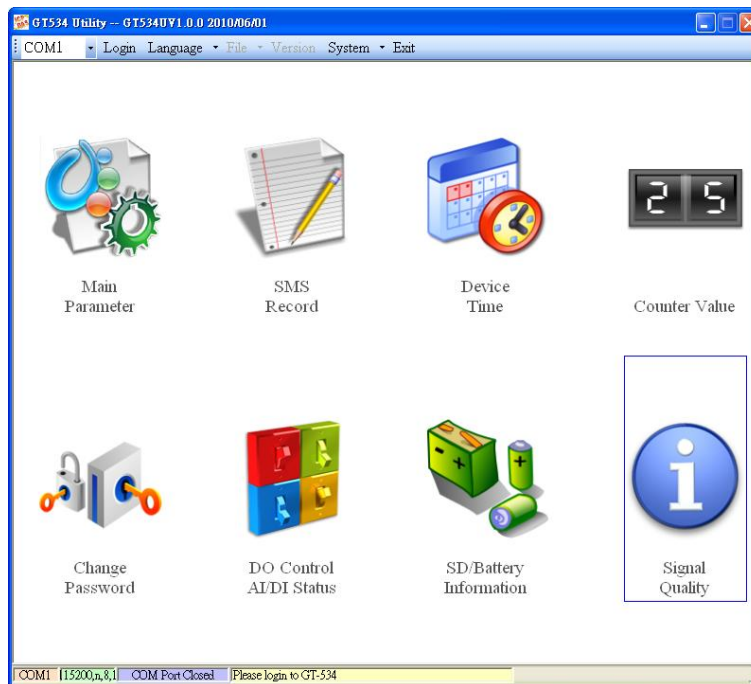 GT534 Utility -- GT534UV1.0.0 2010/06/01
COM1 Login Language File Version System Exit
Main
Parameter
SMS
Record
Device
Time
25
Counter Value
Change
Password
DO Control
AI/DI Status
SD/Battery
Information
Signal
Quality
COM1 115200,n,8,1 COM Port Closed Please login to GT-534